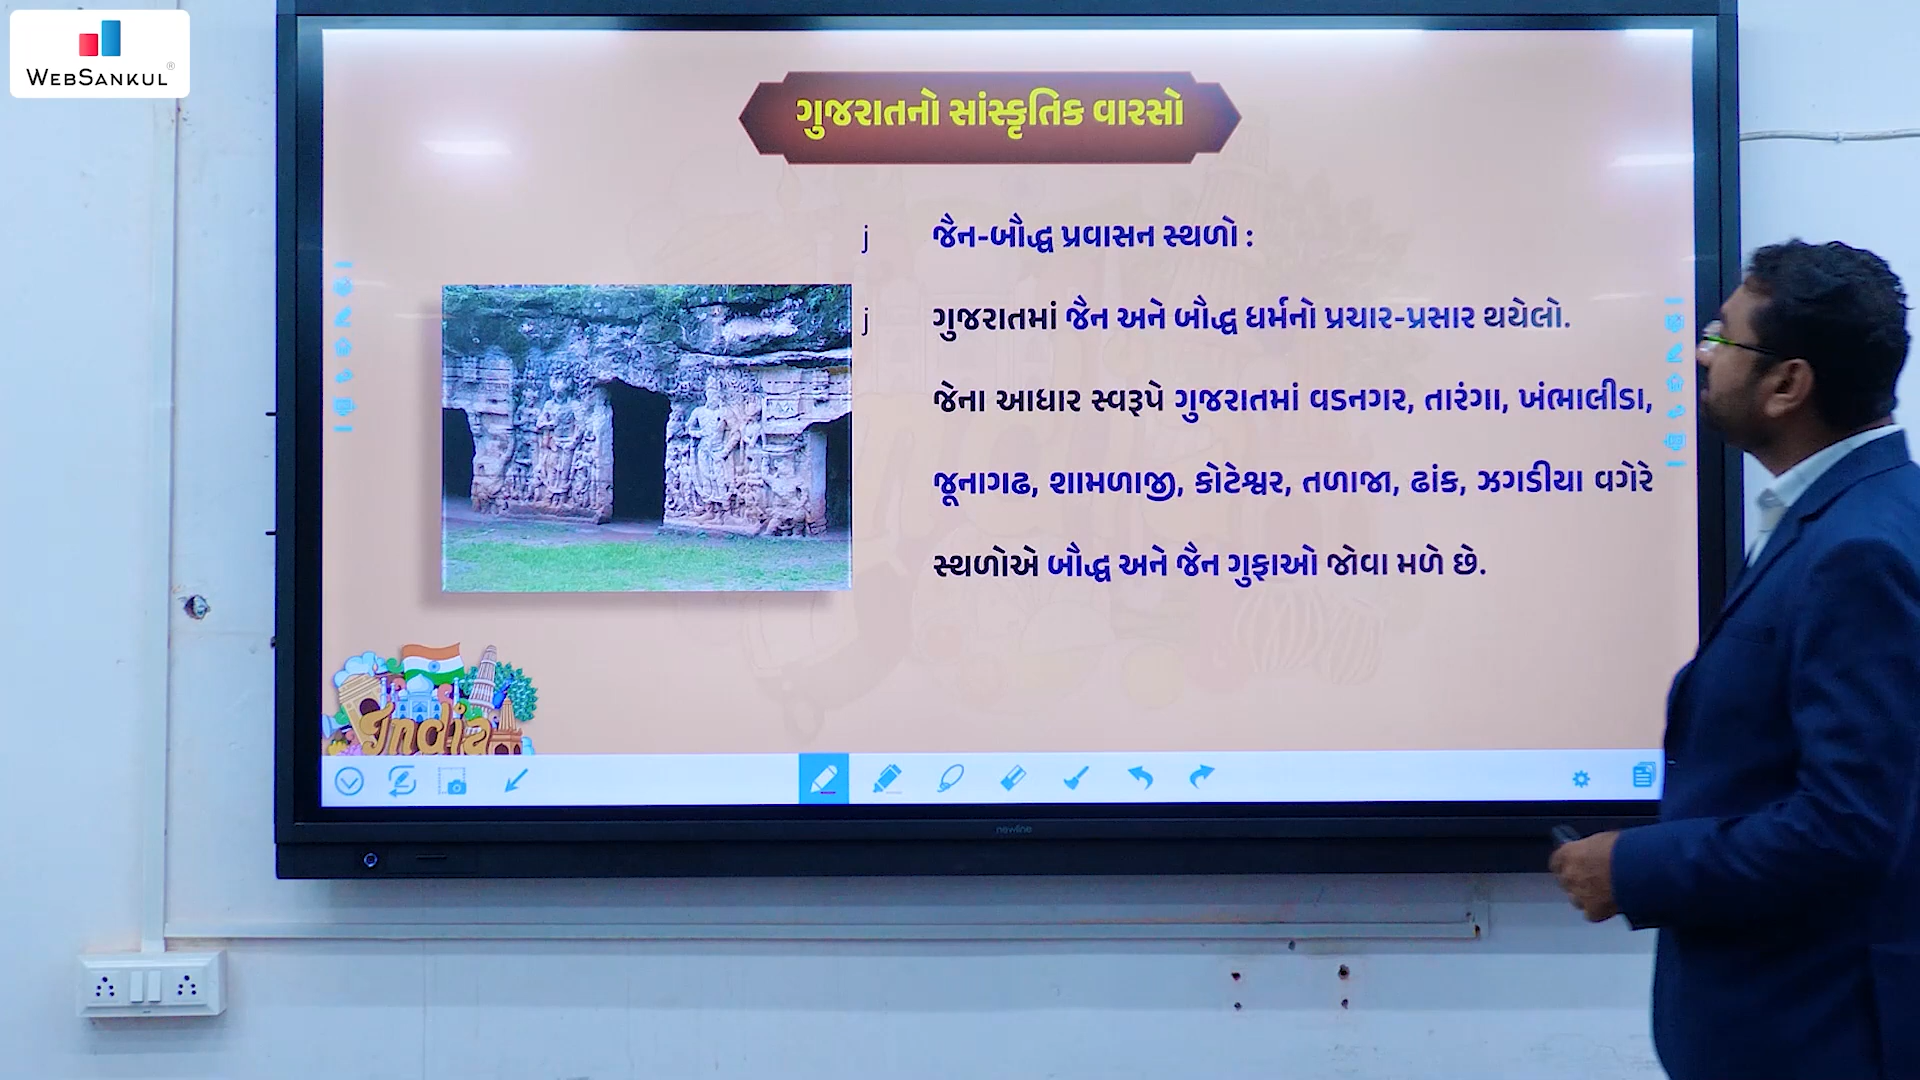 WEBSANKUL®
ગુજરાતનો સાંસ્કૃતિક વારસો
j જૈન-બૌદ્ધ પ્રવાસન સ્થળો :
j ગુજરાતમાં જૈન અને બૌદ્ધ ધર્મનો પ્રચાર-પ્રસાર થયેલો.
જેના આધાર સ્વરૂપે ગુજરાતમાં વડનગર, તારંગા, ખંભાલીડા,
જૂનાગઢ, શામળાજી, કોટેશ્વર, તળાજા, ઢાંક, ઝગડીયા વગેરે
સ્થળોએ બૌદ્ધ અને જૈન ગુફાઓ જોવા મળે છે.
India
newline